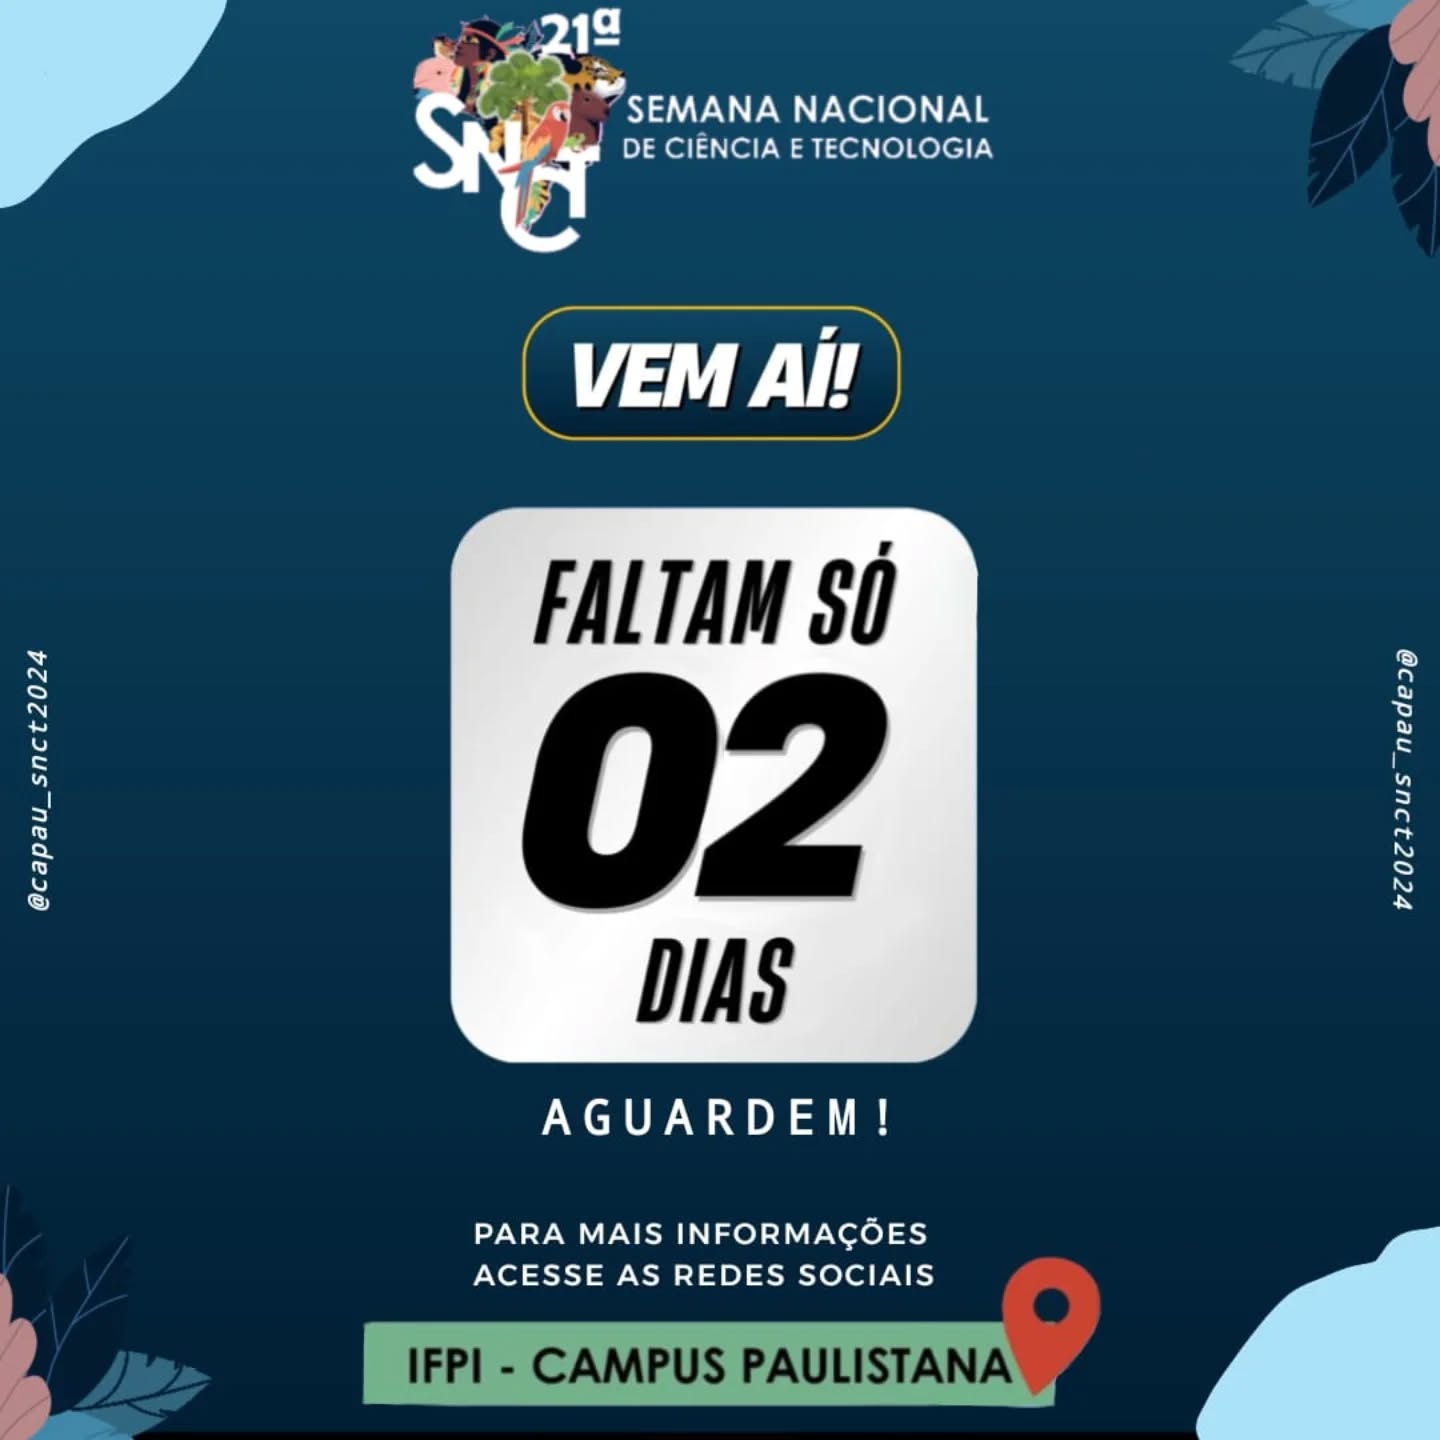 21ª
SNCT
SEMANA NACIONAL
DE CIÊNCIA E TECNOLOGIA
VEM AÍ!
FALTAM SÓ
02
DIAS
@capau_snct2024
@capau_snct2024
AGUARDEM!
PARA MAIS INFORMAÇÕES
ACESSE AS REDES SOCIAIS
IFPI - CAMPUS PAULISTANA